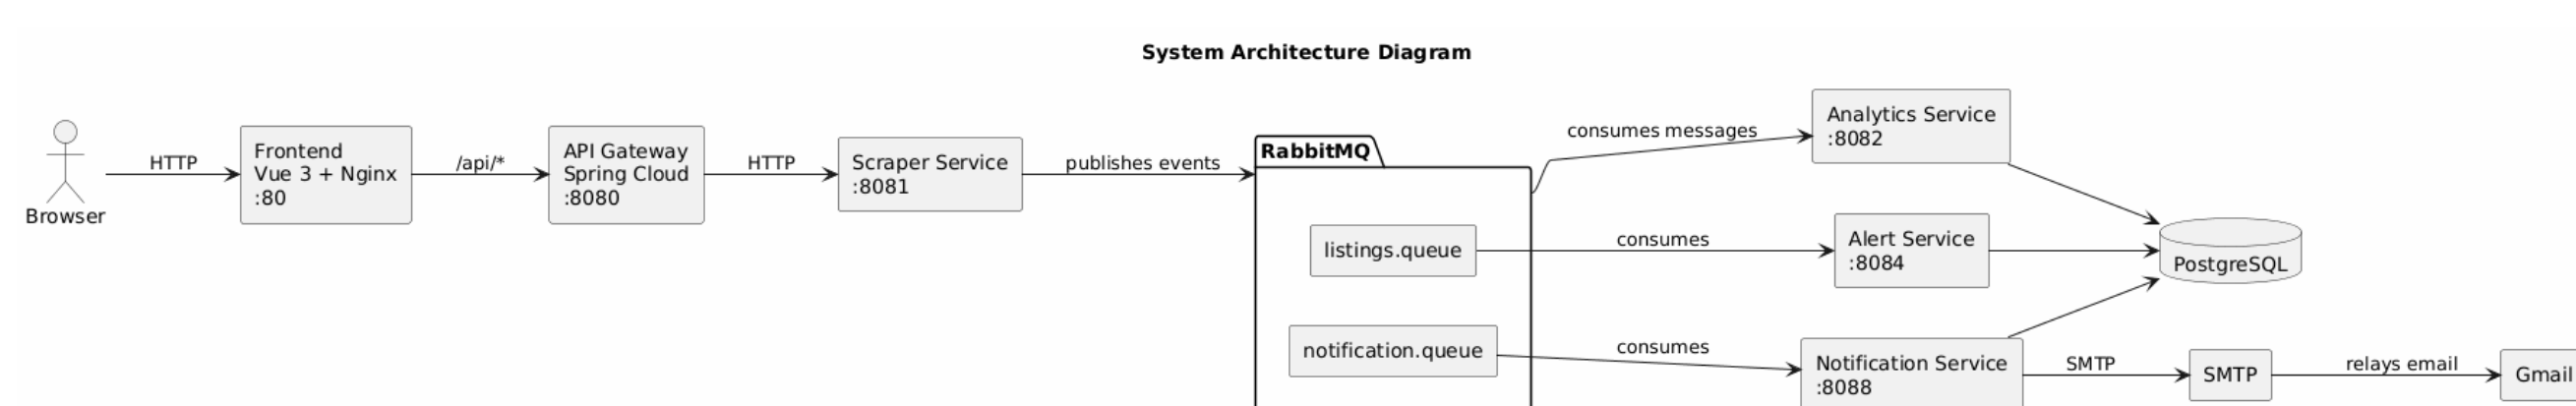 System Architecture Diagram
Browser
HTTP
Frontend
Vue 3 + Nginx
:80
/api/*
API Gateway
Spring Cloud
:8080
HTTP
Scraper Service
:8081
publishes events
RabbitMQ
listings.queue
notification.queue
consumes messages
Analytics Service
:8082
consumes
Alert Service
:8084
PostgreSQL
consumes
Notification Service
:8088
SMTP
SMTP
relays email
Gmail